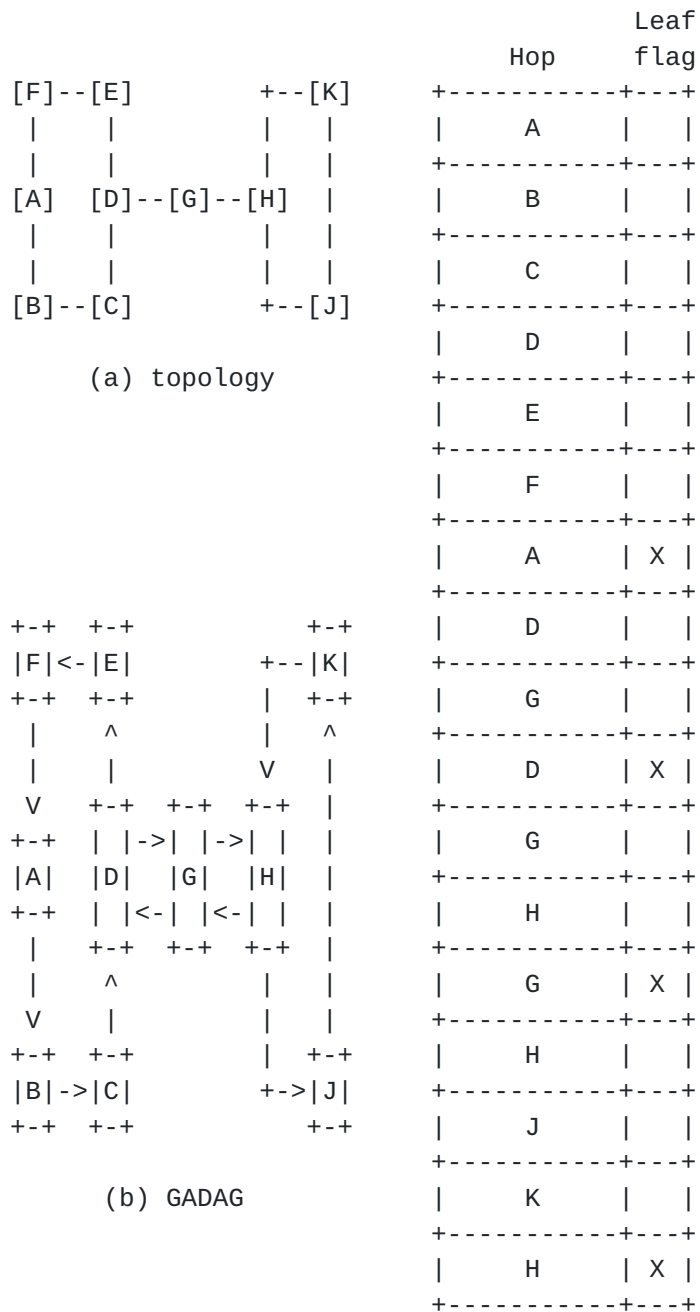 Leaf
                                                                Hop          flag
[F]--[E]                +--[K]          +-----------+---+
 |    |                 |   |           |     A     |   |
 |    |                 |   |           +-----------+---+
[A]  [D]--[G]--[H]  |           |     B     |   |
 |    |                 |   |           +-----------+---+
 |    |                 |   |           |     C     |   |
[B]--[C]                +--[J]          +-----------+---+
                                        |     D     |   |
     (a) topology                       +-----------+---+
                                        |     E     |   |
                                        +-----------+---+
                                        |     F     |   |
                                        +-----------+---+
                                        |     A     | X |
                                        +-----------+---+
+-+  +-+           +-+     |     D     |   |
|F|<-|E|        +--|K|     +-----------+---+
+-+  +-+        |  +-+     |     G     |   |
 |    ^         |   ^      +-----------+---+
 |    |         V   |      |     D     | X |
 V   +-+  +-+  +-+  |      +-----------+---+
+-+  | |->| |->| |  |      |     G     |   |
|A|  |D|  |G|  |H|  |      +-----------+---+
+-+  | |<-| |<-| |  |      |     H     |   |
 |   +-+  +-+  +-+  |      +-----------+---+
 |    ^         |   |      |     G     | X |
 V    |         |   |      +-----------+---+
+-+  +-+        |  +-+     |     H     |   |
|B|->|C|        +->|J|     +-----------+---+
+-+  +-+           +-+     |     J     |   |
                           +-----------+---+
      (b) GADAG            |     K     |   |
                           +-----------+---+
                           |     H     | X |
                           +-----------+---+